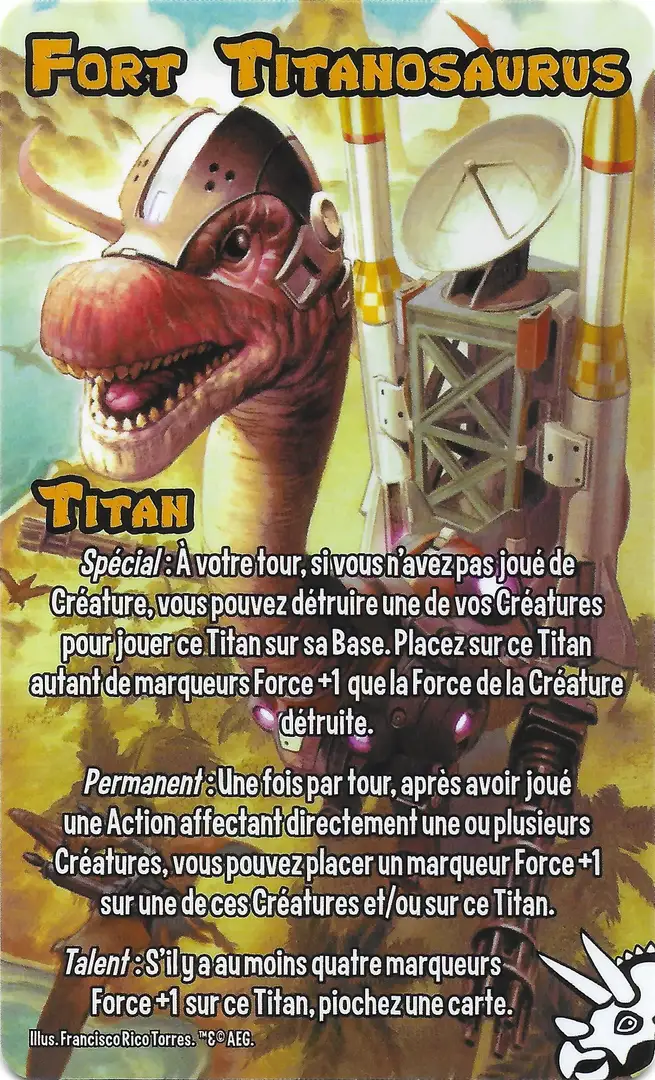 Fort Titanosaurus
Titan
Spécial : À votre tour, si vous n'avez pas joué de
Créature, vous pouvez détruire une de vos Créatures
pour jouer ce Titan sur sa Base. Placez sur ce Titan
autant de marqueurs Force +1 que la Force de la Créature
détruite.
Permanent : Une fois par tour, après avoir joué
une Action affectant directement une ou plusieurs
Créatures, vous pouvez placer un marqueur Force +1
sur une de ces Créatures et/ou sur ce Titan.
Talent : S'il y a au moins quatre marqueurs
Force +1 sur ce Titan, piochez une carte.
Illus. Francisco Rico Torres. ™&© AEG.